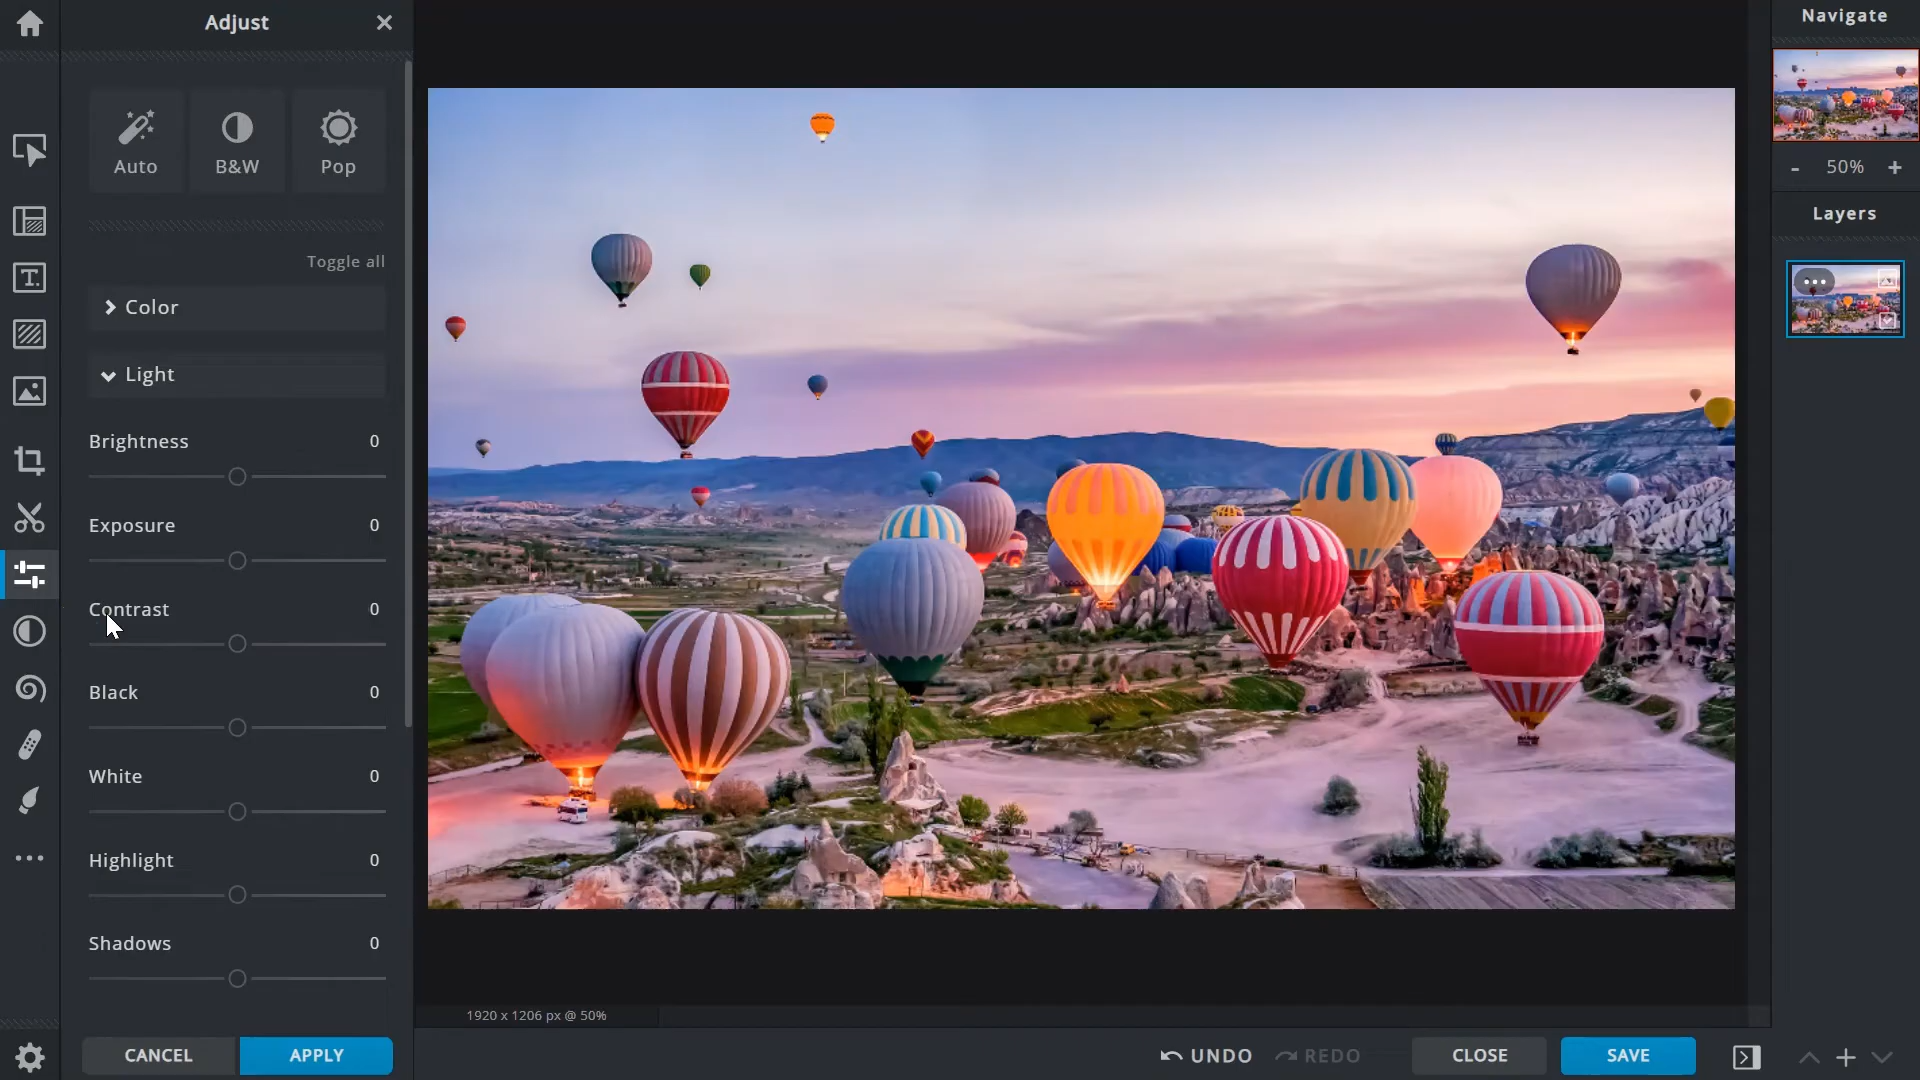 Adjust
Auto
B&W
Pop
Toggle all
Color
Light
Brightness 0
Exposure 0
Contrast 0
Black 0
White 0
Highlight 0
Shadows 0
CANCEL
APPLY
1920 x 1206 px @ 50%
UNDO
REDO
CLOSE
SAVE
Navigate
- 50% +
Layers